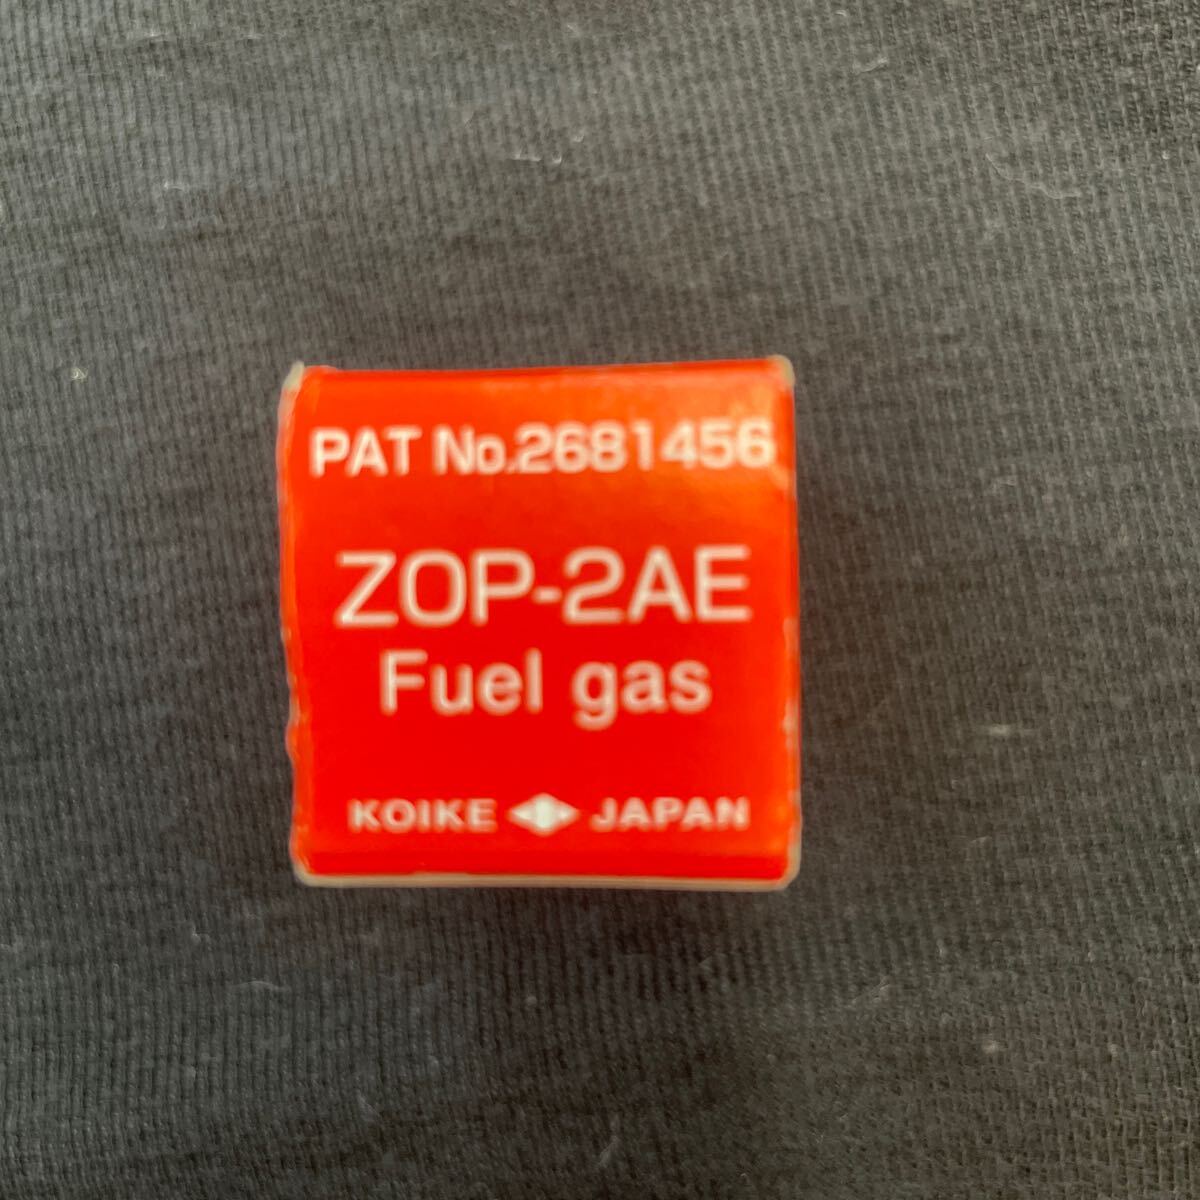 PAT No.2681456
ZOP-2AE
Fuel gas
KOIKE JAPAN